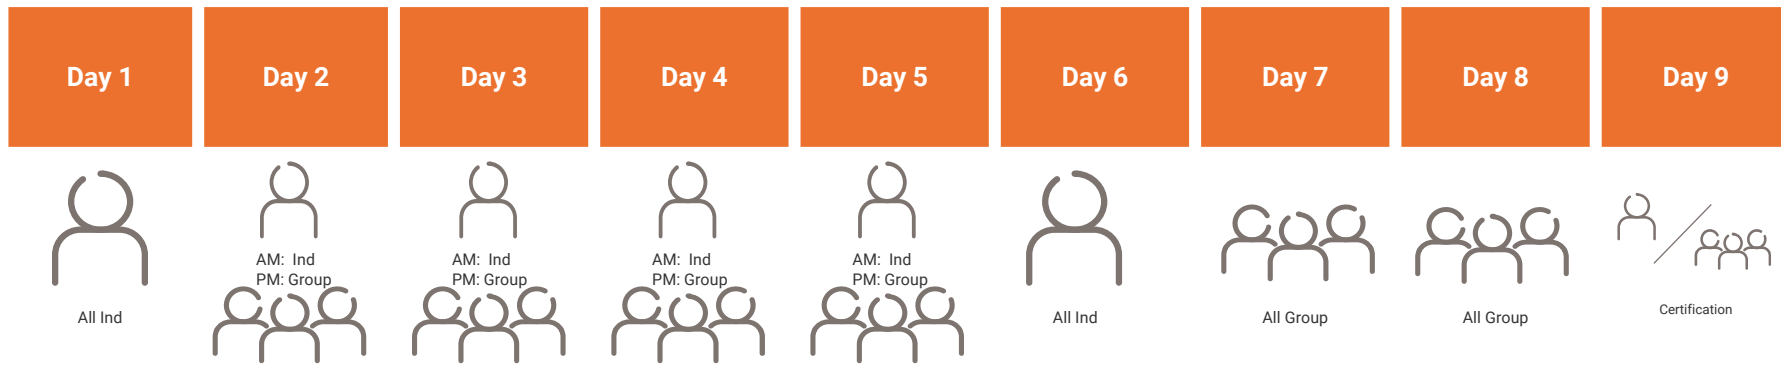 Day 1
Day 2
Day 3
Day 4
Day 5
Day 6
Day 7
Day 8
Day 9
All Ind
AM: Ind
PM: Group
AM: Ind
PM: Group
AM: Ind
PM: Group
AM: Ind
PM: Group
All Ind
All Group
All Group
Certification